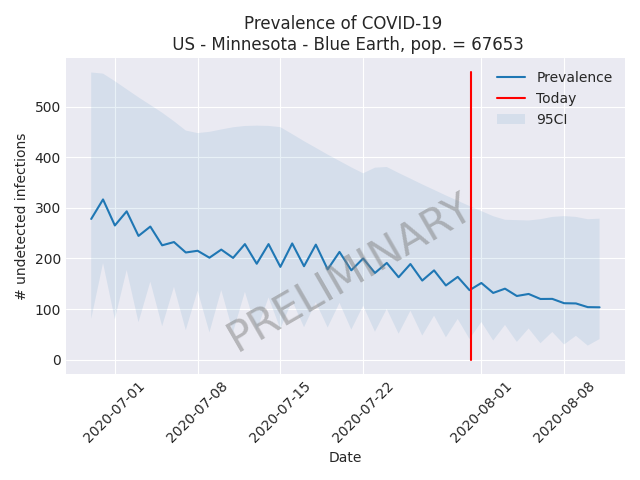 Prevalence of COVID-19
US - Minnesota - Blue Earth, pop. = 67653
Prevalence
Today
95CI
500
400
300
200
100
0
# undetected infections
PRELIMINARY
2020-07-01
2020-07-08
2020-07-15
2020-07-22
2020-08-01
2020-08-08
Date